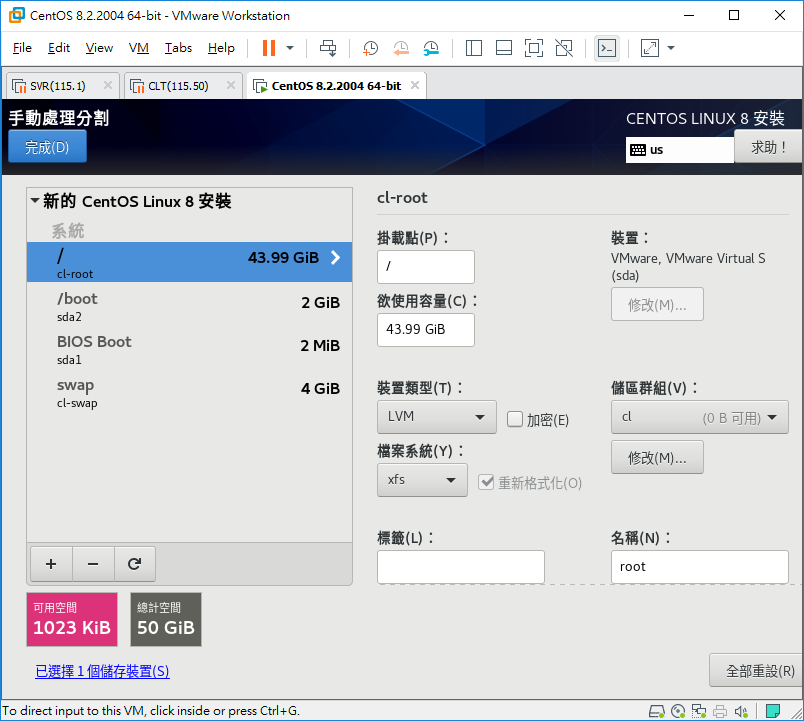 CentOS 8.2.2004 64-bit - VMware Workstation
File Edit View VM Tabs Help
SVR(115.1) CLT(115.50) CentOS 8.2.2004 64-bit
手動處理分割 CENTOS LINUX 8 安裝
完成(D) us 求助！
新的 CentOS Linux 8 安裝
系統
/ 43.99 GiB
cl-root
/boot 2 GiB
sda2
BIOS Boot 2 MiB
sda1
swap 4 GiB
cl-swap
cl-root
掛載點(P)： 裝置：
/ VMware, VMware Virtual S
(sda)
修改(M)...
欲使用容量(C)：
43.99 GiB
裝置類型(T)： 儲區群組(V)：
LVM 加密(E) cl (0 B 可用)
檔案系統(Y)： 修改(M)...
xfs 重新格式化(O)
標籤(L)： 名稱(N)：
root
可用空間 總計空間
1023 KiB 50 GiB
已選擇 1 個儲存裝置(S) 全部重設(R)
To direct input to this VM, click inside or press Ctrl+G.